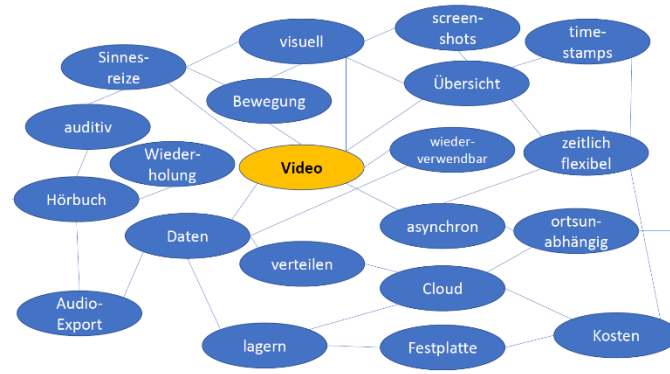 screen-
shots
time-
stamps
visuell
Sinnes-
reize
Übersicht
Bewegung
auditiv
wieder-
verwendbar
Wieder-
holung
zeitlich
flexibel
Video
Hörbuch
Daten
asynchron
ortsun-
abhängig
verteilen
Cloud
Audio-
Export
lagern
Festplatte
Kosten